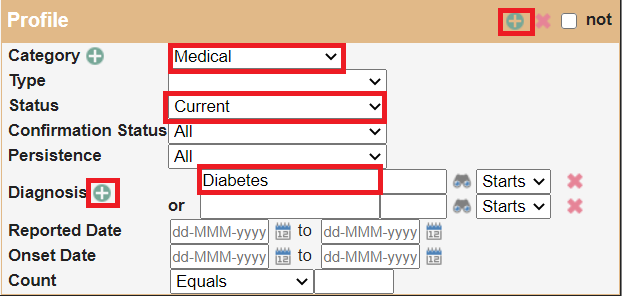 Profile not
Category Medical
Type
Status Current
Confirmation Status All
Persistence All
Diagnosis Diabetes Starts
or Starts
Reported Date dd-MMM-yyyy to dd-MMM-yyyy
Onset Date dd-MMM-yyyy to dd-MMM-yyyy
Count Equals